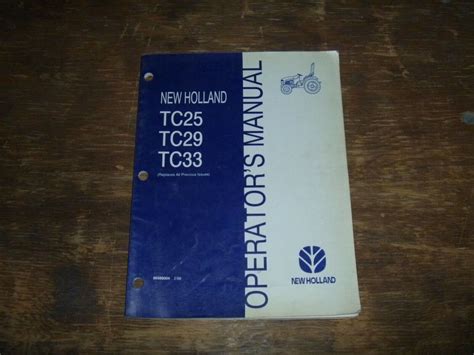 NEW HOLLAND
TC25
TC29
TC33
(Replaces All Previous Issues)
OPERATOR'S MANUAL
NEW HOLLAND